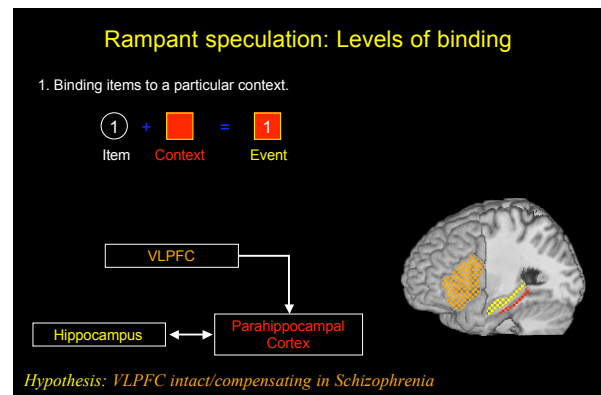 Rampant speculation: Levels of binding
1. Binding items to a particular context.
1 + = 1
Item Context Event
VLPFC
Hippocampus
Parahippocampal
Cortex
Hypothesis: VLPFC intact/compensating in Schizophrenia